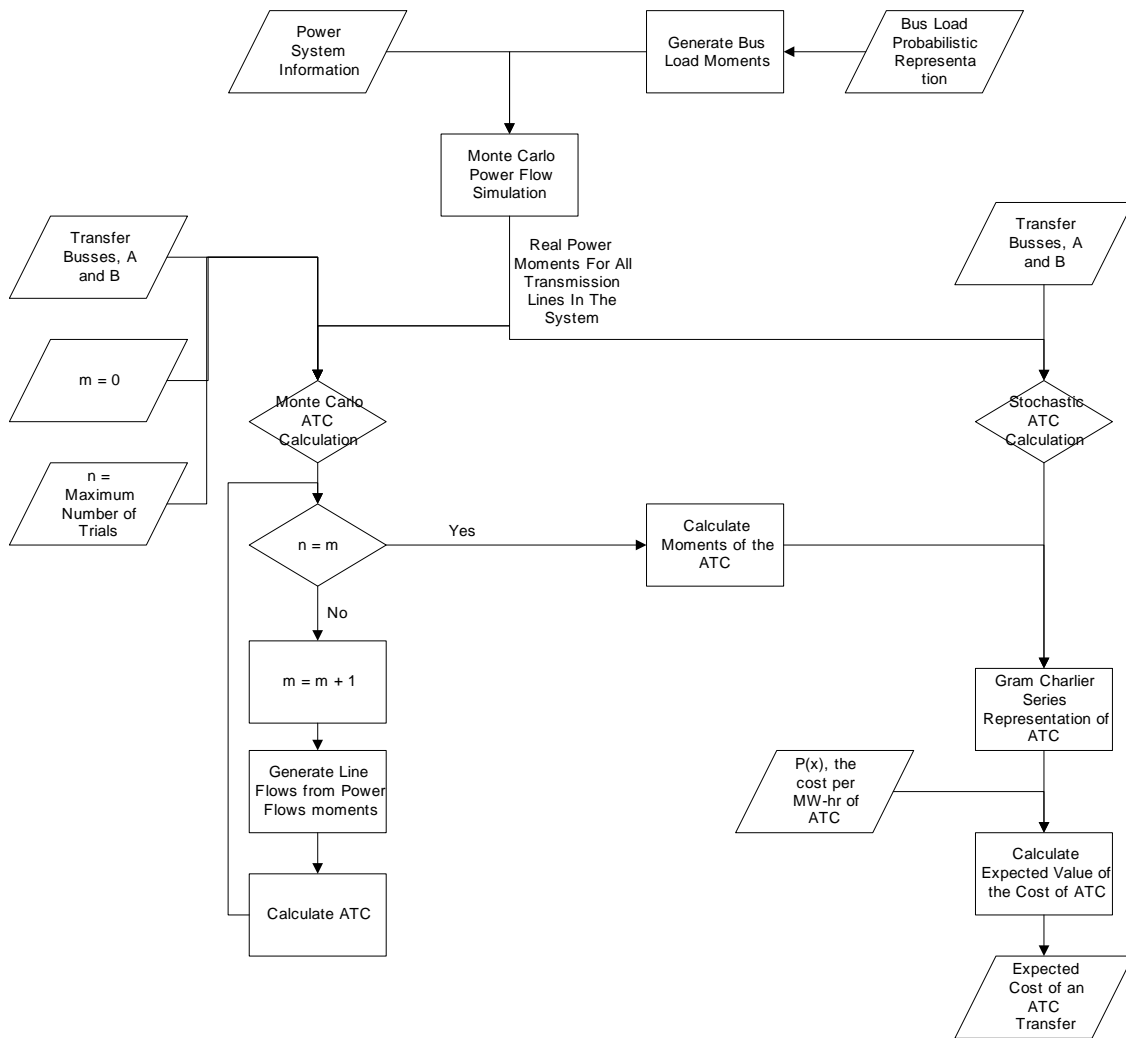 Power
System
Information
Generate Bus
Load Moments
Bus Load
Probabilistic
Representa
tion
Monte Carlo
Power Flow
Simulation
Transfer
Busses, A
and B
Real Power
Moments For All
Transmission
Lines In The
System
Transfer
Busses, A
and B
m = 0
Monte Carlo
ATC
Calculation
Stochastic
ATC
Calculation
n =
Maximum
Number of
Trials
n = m
Yes
Calculate
Moments of the
ATC
No
m = m + 1
Gram Charlier
Series
Representation of
ATC
Generate Line
Flows from Power
Flows moments
P(x), the
cost per
MW-hr of
ATC
Calculate ATC
Calculate
Expected Value of
the Cost of ATC
Expected
Cost of an
ATC
Transfer